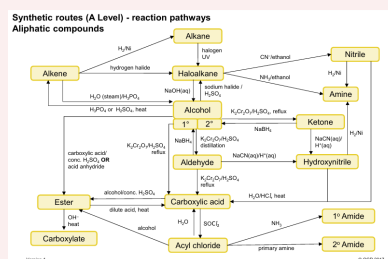 Synthetic routes (A Level) - reaction pathways
Aliphatic compounds
Alkane
Nitrile
H₂/Ni
halogen
UV
CN⁻/ethanol
Alkene
hydrogen halide
Haloalkane
NH₃/ethanol
H₂/Ni
NaOH(aq)
sodium halide /
H₂SO₄
Amine
H₂O (steam)/H₃PO₄
H₃PO₄ or H₂SO₄, heat
Alcohol
K₂Cr₂O₇/H₂SO₄, reflux
1° 2°
Ketone
NaBH₄
H₂/Ni
carboxylic acid/
conc. H₂SO₄ OR
acid anhydride
K₂Cr₂O₇/H₂SO₄
reflux
NaBH₄
K₂Cr₂O₇/H₂SO₄
distillation
NaCN(aq)/
H⁺(aq)
Aldehyde
NaCN(aq)/H⁺(aq)
Hydroxynitrile
K₂Cr₂O₇/H₂SO₄
reflux
H₂O/HCl, heat
Ester
alcohol/conc. H₂SO₄
Carboxylic acid
dilute acid, heat
OH⁻
heat
alcohol
H₂O
SOCl₂
NH₃
1° Amide
Carboxylate
Acyl chloride
primary amine
2° Amide